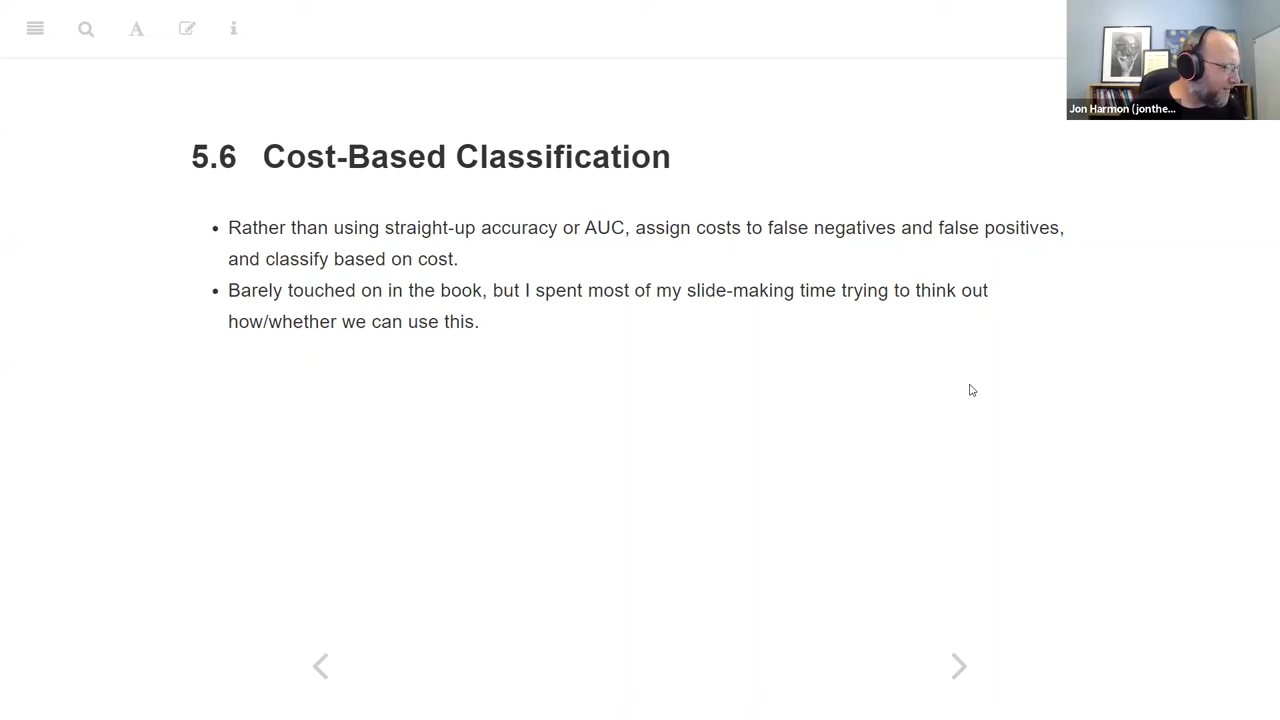 Jon Harmon (jonthe...
5.6 Cost-Based Classification
• Rather than using straight-up accuracy or AUC, assign costs to false negatives and false positives,
and classify based on cost.
• Barely touched on in the book, but I spent most of my slide-making time trying to think out
how/whether we can use this.